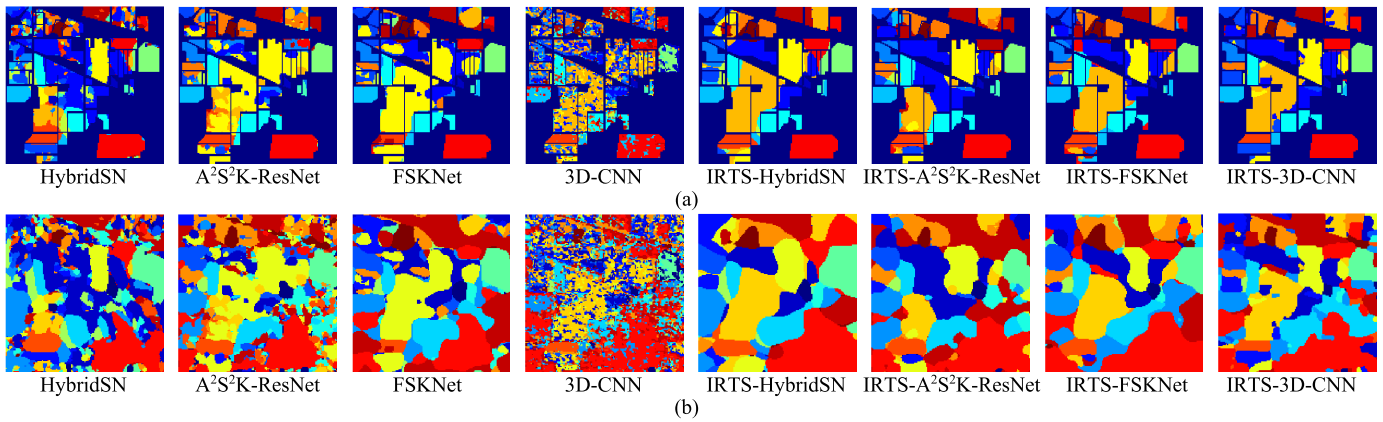 HybridSN A²S²K-ResNet FSKNet 3D-CNN IRTS-HybridSN IRTS-A²S²K-ResNet IRTS-FSKNet IRTS-3D-CNN
(a)
HybridSN A²S²K-ResNet FSKNet 3D-CNN IRTS-HybridSN IRTS-A²S²K-ResNet IRTS-FSKNet IRTS-3D-CNN
(b)